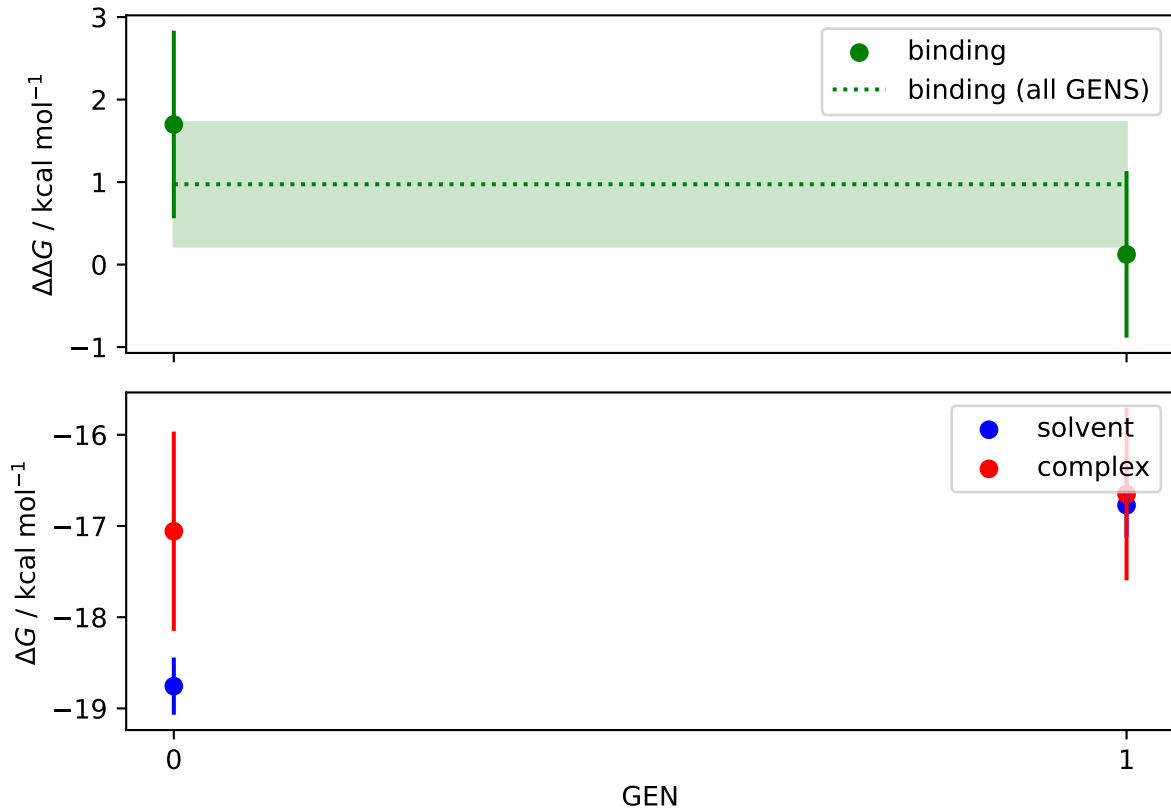 3
2
1
0
−1
ΔΔG / kcal mol⁻¹
binding
binding (all GENS)
−16
−17
−18
−19
ΔG / kcal mol⁻¹
solvent
complex
0
1
GEN